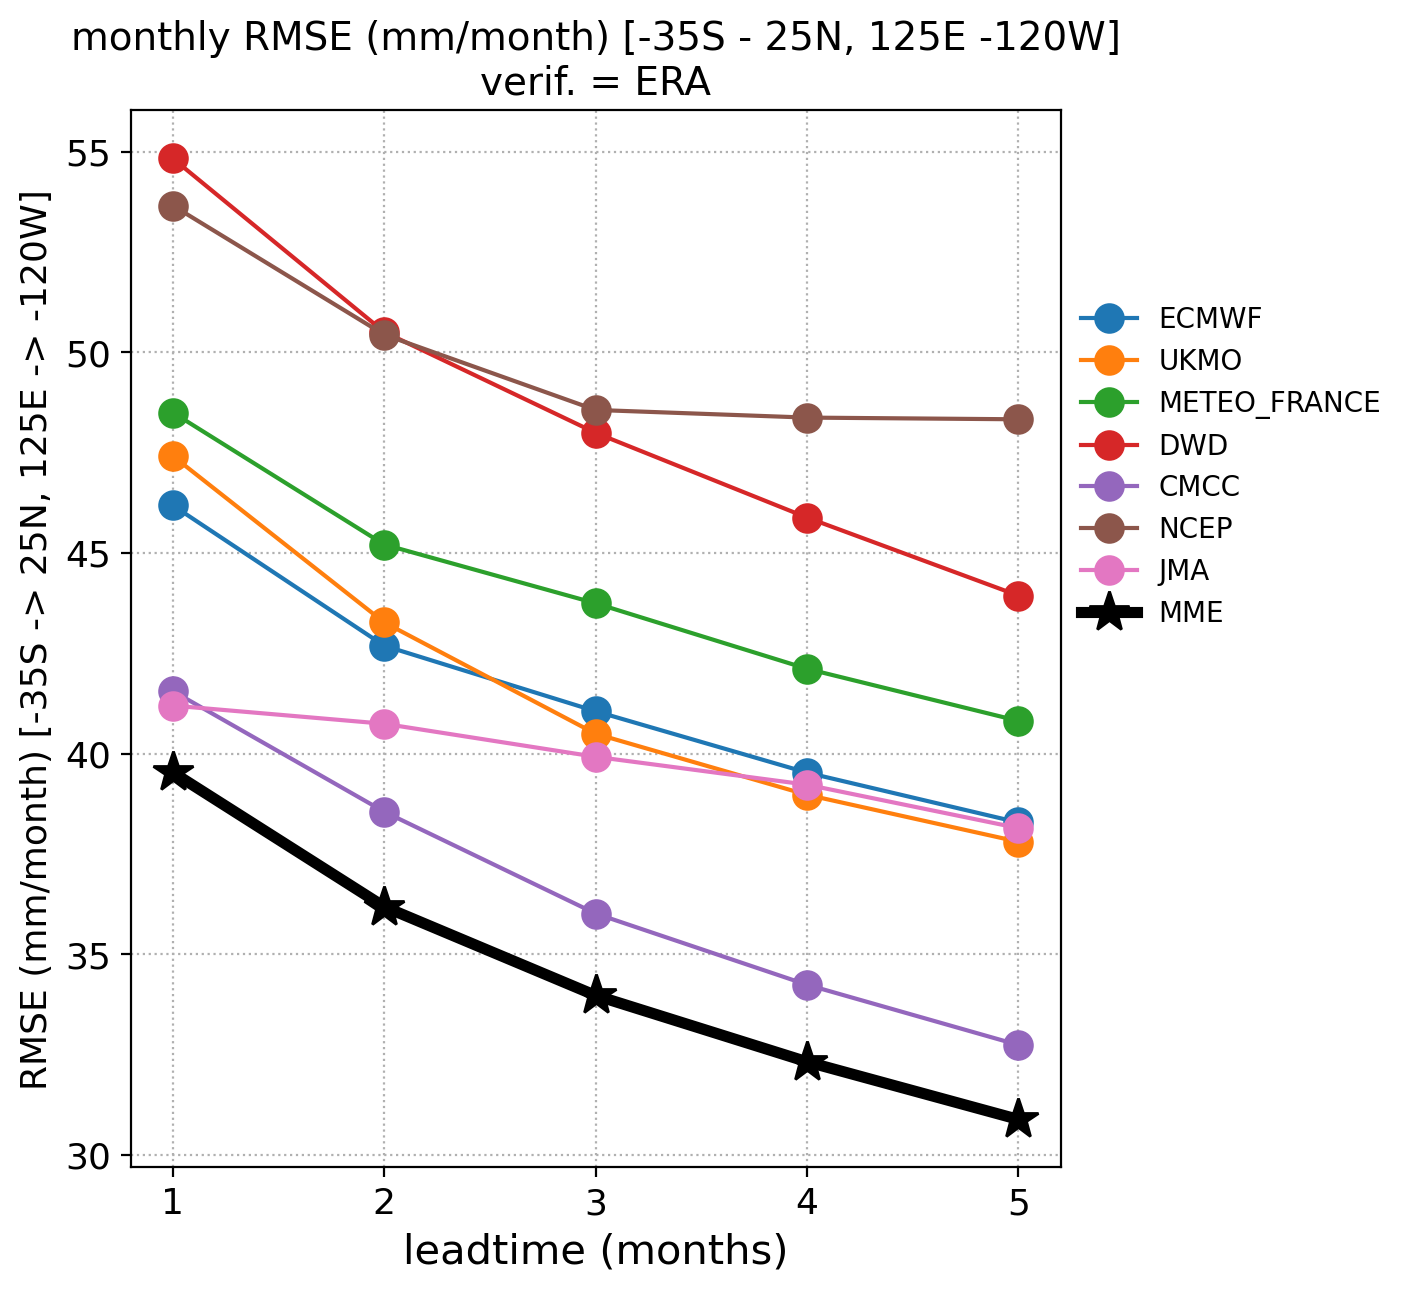 monthly RMSE (mm/month) [-35S - 25N, 125E -120W]
verif. = ERA
RMSE (mm/month) [-35S -> 25N, 125E -> -120W]
55
50
45
40
35
30
1 2 3 4 5
leadtime (months)
ECMWF
UKMO
METEO_FRANCE
DWD
CMCC
NCEP
JMA
MME